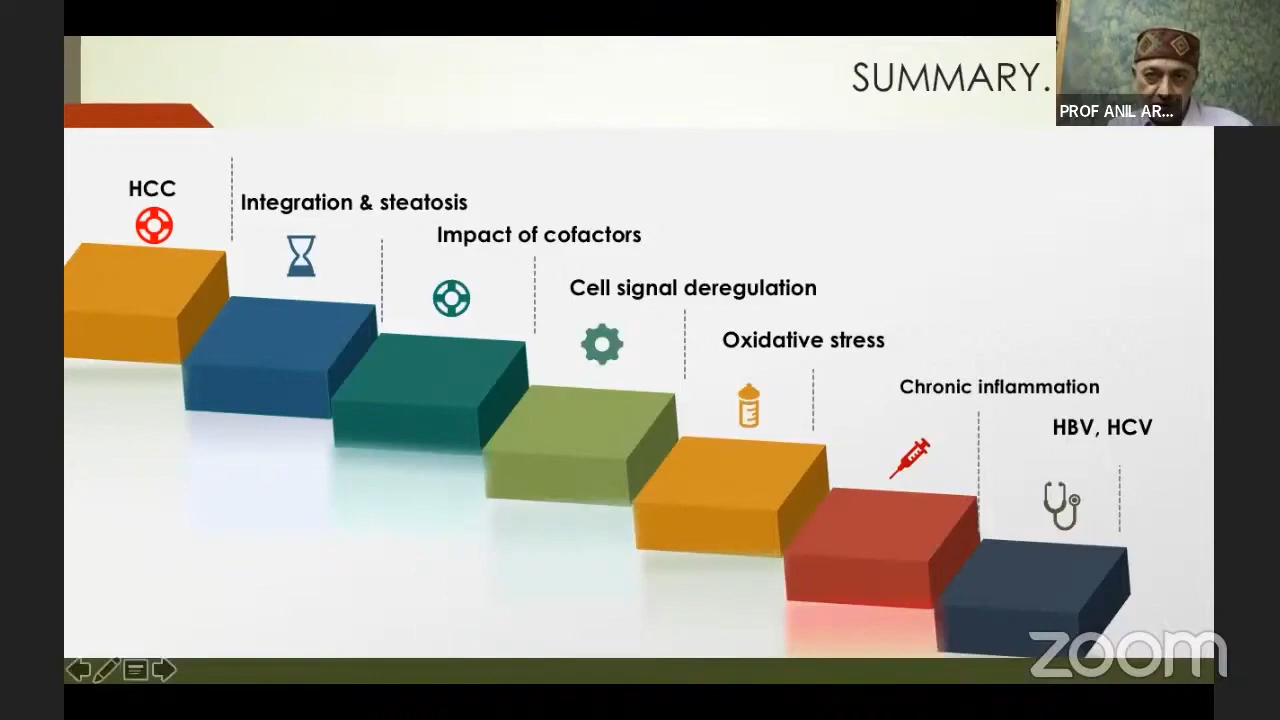 SUMMARY.
PROF ANIL AR...
HCC
Integration & steatosis
Impact of cofactors
Cell signal deregulation
Oxidative stress
Chronic inflammation
HBV, HCV
zoom